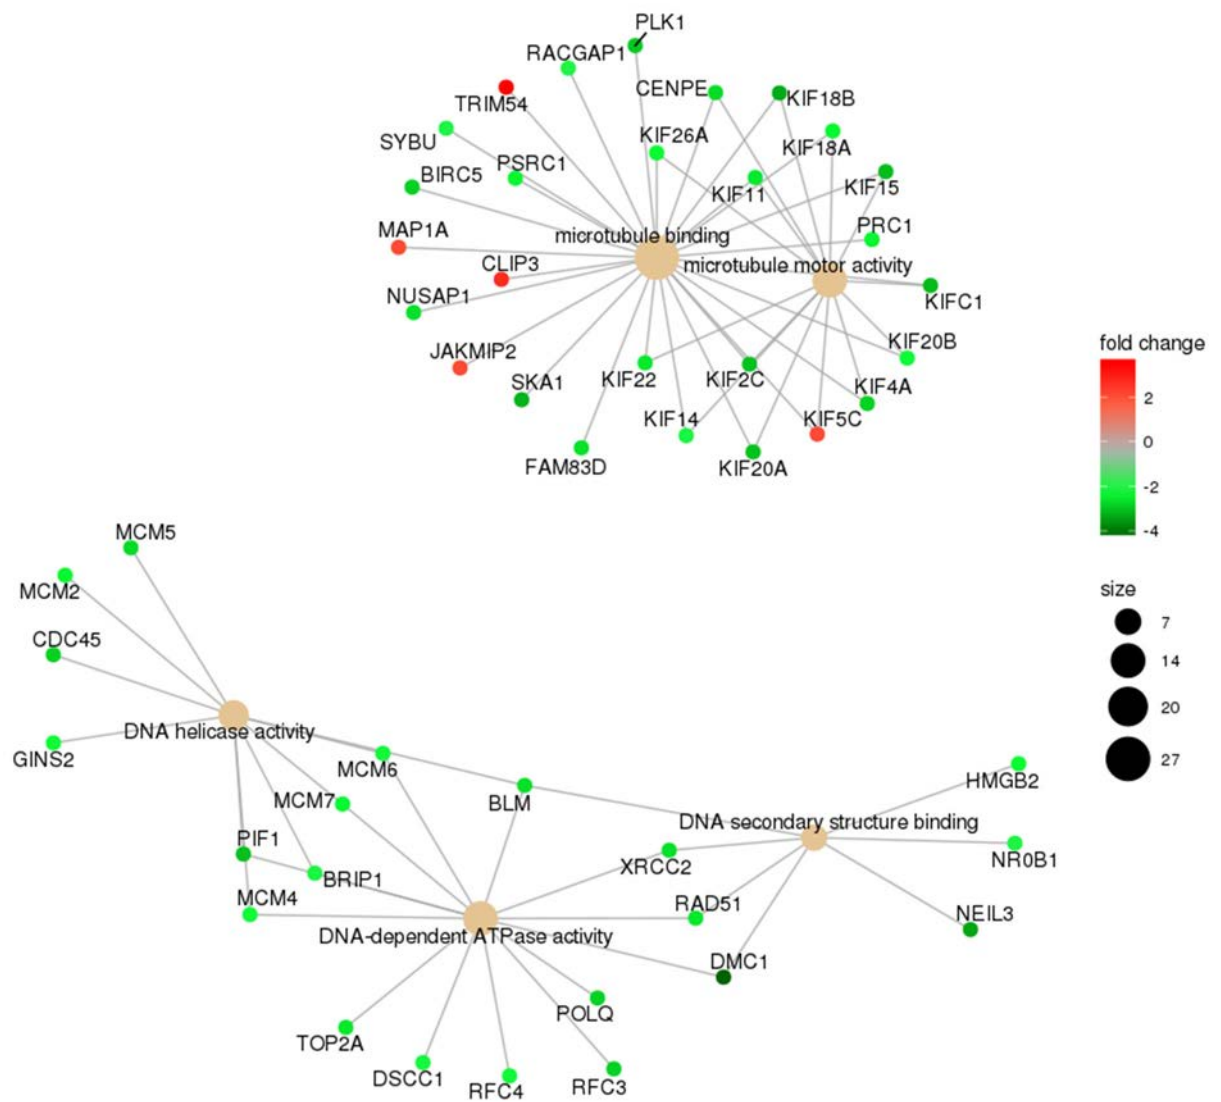 PLK1
RACGAP1
CENPE
KIF18B
TRIM54
SYBU
KIF26A
KIF18A
PSRC1
BIRC5
KIF11
KIF15
MAP1A
microtubule binding
PRC1
CLIP3
microtubule motor activity
NUSAP1
KIFC1
JAKMIP2
KIF20B
SKA1
KIF22
KIF2C
KIF4A
KIF14
KIF5C
FAM83D
KIF20A
fold change
2
0
-2
-4
size
7
14
20
27
MCM5
MCM2
CDC45
DNA helicase activity
GINS2
MCM6
MCM7
BLM
HMGB2
DNA secondary structure binding
PIF1
XRCC2
NR0B1
BRIP1
MCM4
RAD51
NEIL3
DNA-dependent ATPase activity
DMC1
POLQ
TOP2A
DSCC1
RFC4
RFC3